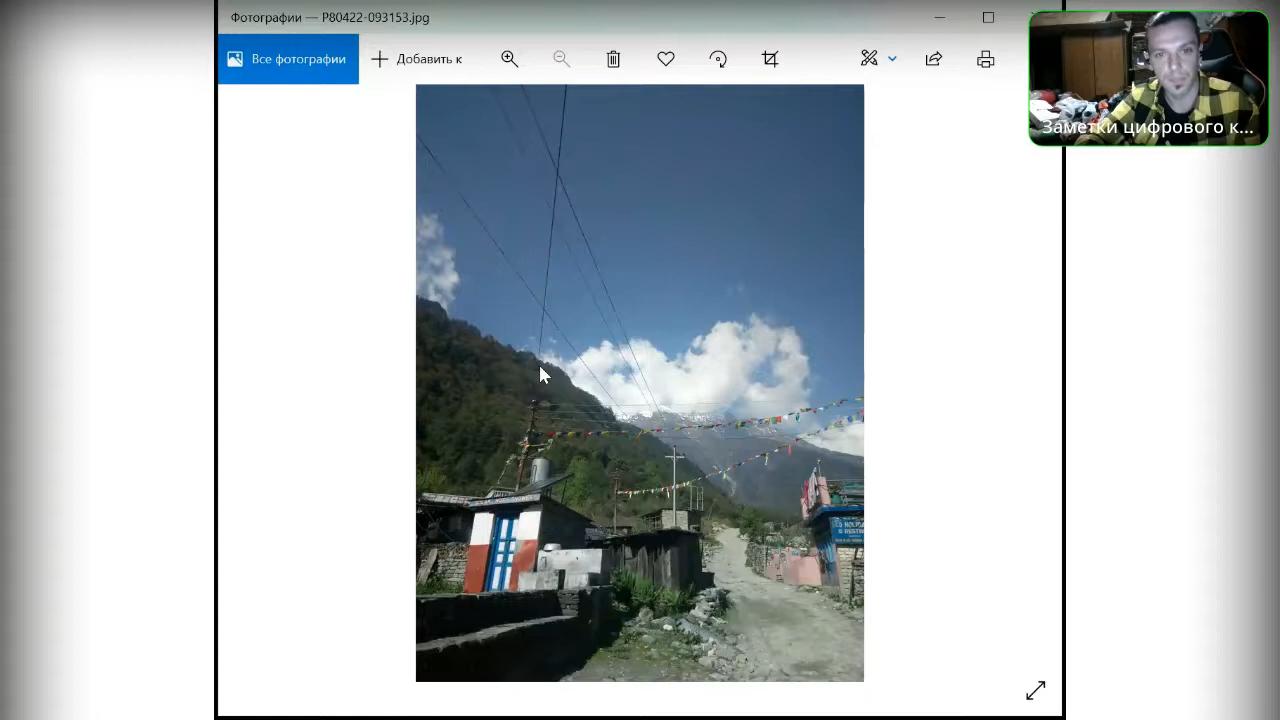 Фотографии — P80422-093153.jpg
Все фотографии
Добавить к
Заметки цифрового к...